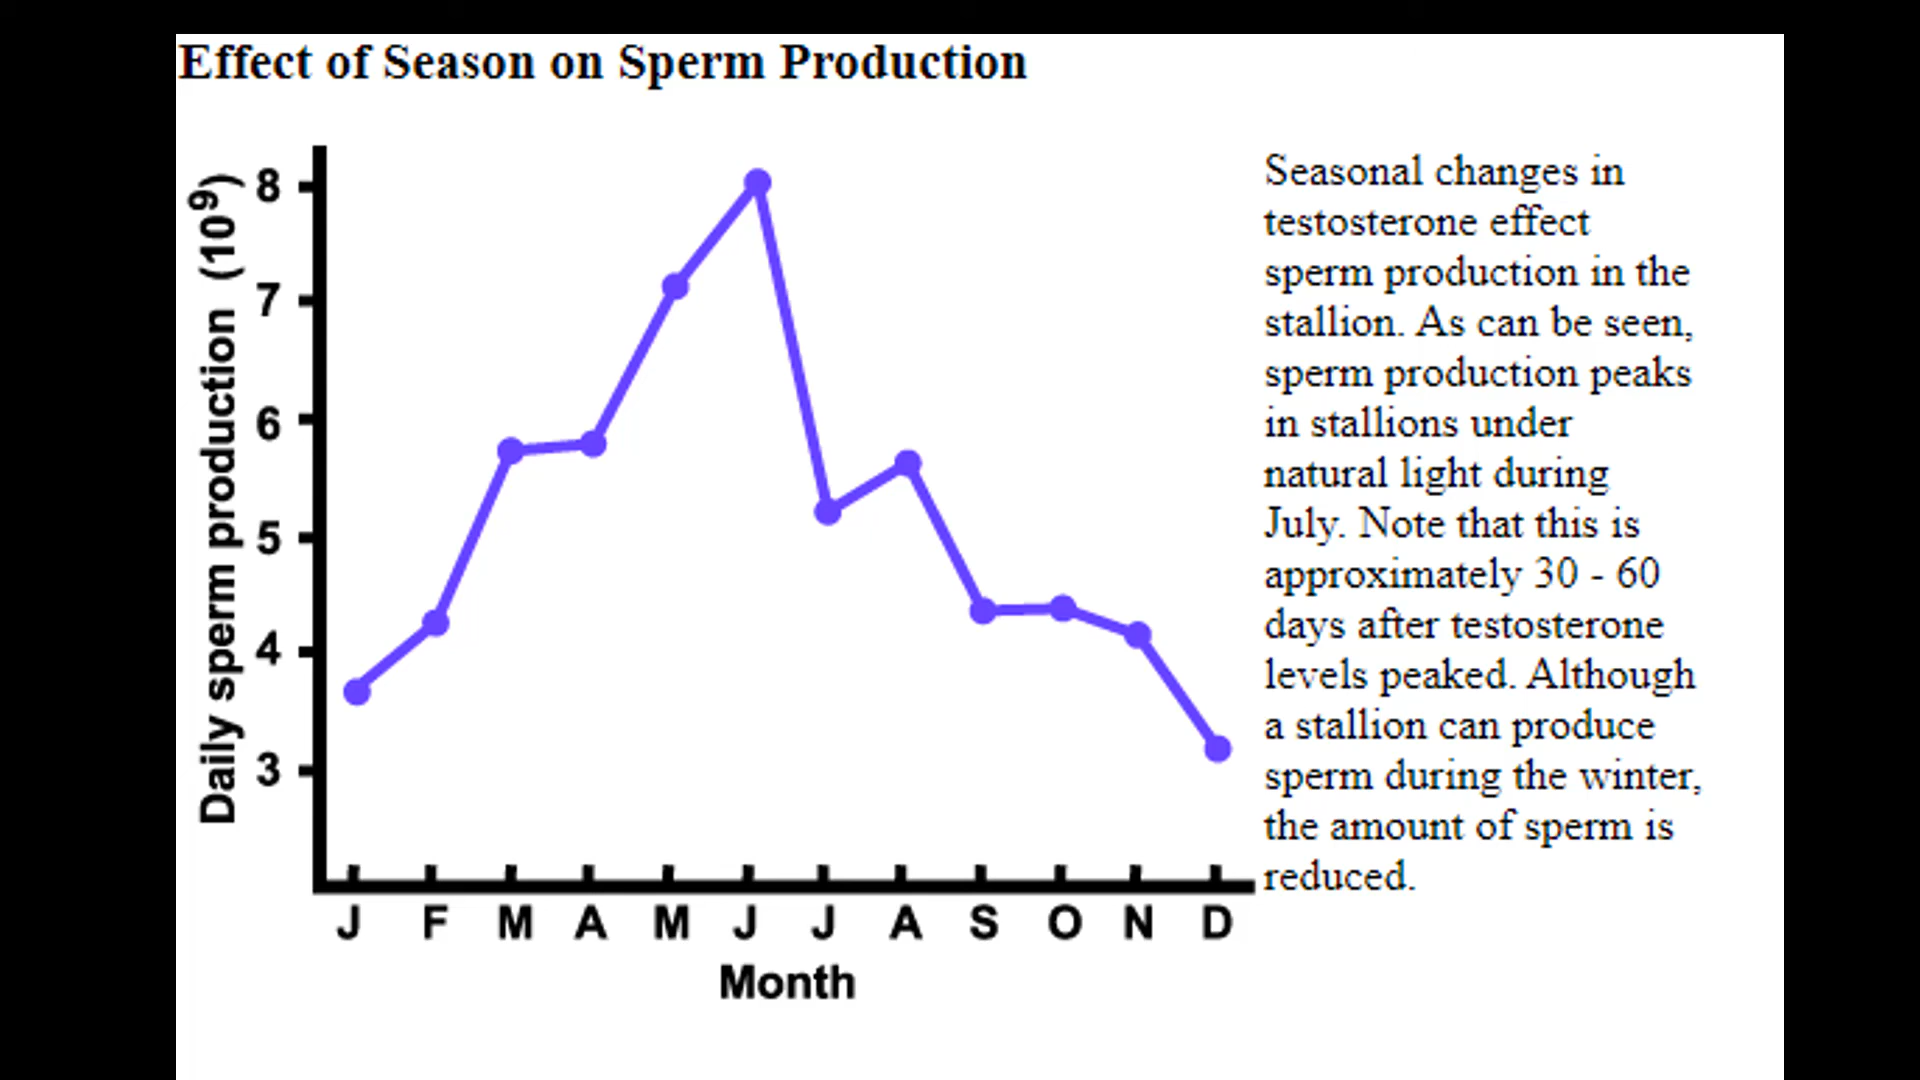 Effect of Season on Sperm Production
Daily sperm production (10⁹)
8
7
6
5
4
3
J F M A M J J A S O N D
Month
Seasonal changes in
testosterone effect
sperm production in the
stallion. As can be seen,
sperm production peaks
in stallions under
natural light during
July. Note that this is
approximately 30 - 60
days after testosterone
levels peaked. Although
a stallion can produce
sperm during the winter,
the amount of sperm is
reduced.